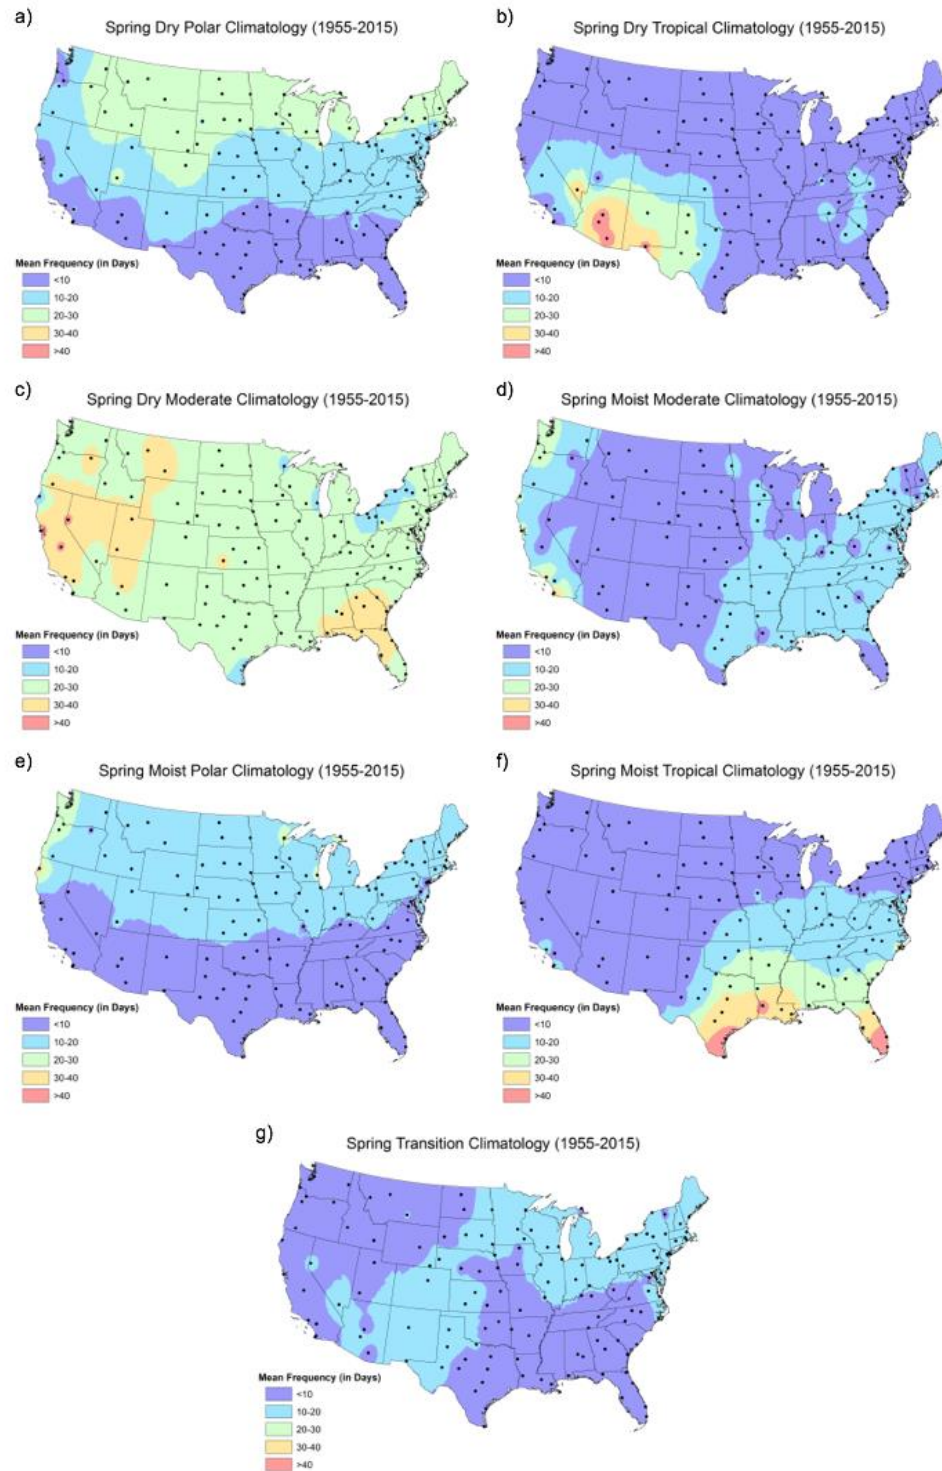 a)
Spring Dry Polar Climatology (1955-2015)
Mean Frequency (in Days)
<10
10-20
20-30
30-40
>40
b)
Spring Dry Tropical Climatology (1955-2015)
Mean Frequency (in Days)
<10
10-20
20-30
30-40
>40
c)
Spring Dry Moderate Climatology (1955-2015)
Mean Frequency (in Days)
<10
10-20
20-30
30-40
>40
d)
Spring Moist Moderate Climatology (1955-2015)
Mean Frequency (in Days)
<10
10-20
20-30
30-40
>40
e)
Spring Moist Polar Climatology (1955-2015)
Mean Frequency (in Days)
<10
10-20
20-30
30-40
>40
f)
Spring Moist Tropical Climatology (1955-2015)
Mean Frequency (in Days)
<10
10-20
20-30
30-40
>40
g)
Spring Transition Climatology (1955-2015)
Mean Frequency (in Days)
<10
10-20
20-30
30-40
>40